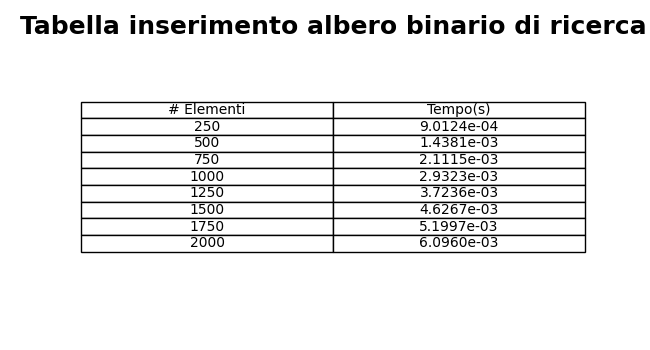 Tabella inserimento albero binario di ricerca
# Elementi Tempo(s)
250 9.0124e-04
500 1.4381e-03
750 2.1115e-03
1000 2.9323e-03
1250 3.7236e-03
1500 4.6267e-03
1750 5.1997e-03
2000 6.0960e-03